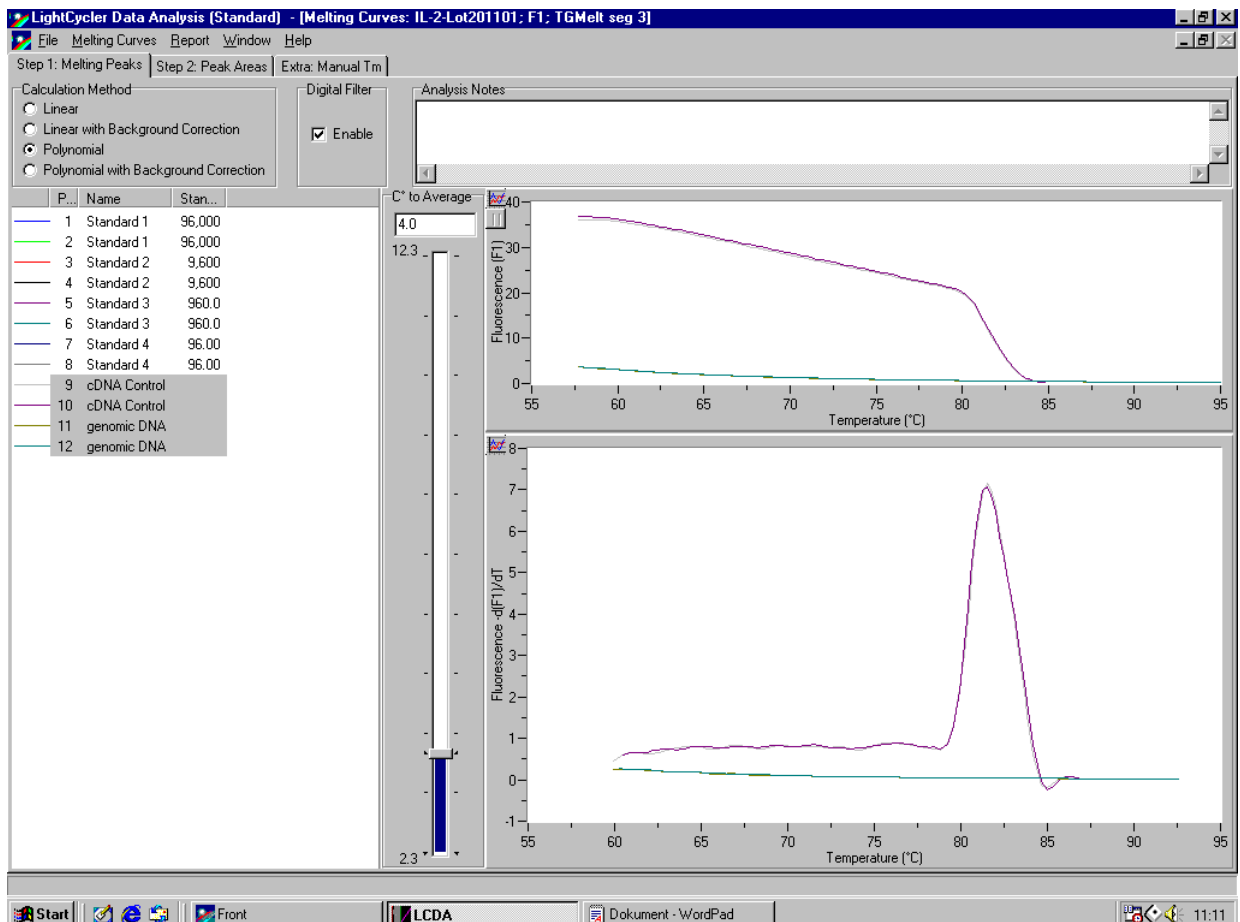 LightCycler Data Analysis (Standard) - [Melting Curves: IL-2-Lot201101; F1; TGMelt seg 3]
File Melting Curves Report Window Help
Step 1: Melting Peaks Step 2: Peak Areas Extra: Manual Tm
Calculation Method
Linear
Linear with Background Correction
Polynomial
Polynomial with Background Correction
Digital Filter
Enable
Analysis Notes
P... Name Stan...
1 Standard 1 96,000
2 Standard 1 96,000
3 Standard 2 9,600
4 Standard 2 9,600
5 Standard 3 960.0
6 Standard 3 960.0
7 Standard 4 96.00
8 Standard 4 96.00
9 cDNA Control
10 cDNA Control
11 genomic DNA
12 genomic DNA
C° to Average
4.0
12.3
2.3
Fluorescence (F1)
40
30
20
10
0
55 60 65 70 75 80 85 90 95
Temperature (°C)
Fluorescence -d(F1)/dT
8
7
6
5
4
3
2
1
0
-1
55 60 65 70 75 80 85 90 95
Temperature (°C)
Start Front LCDA Dokument - WordPad 11:11